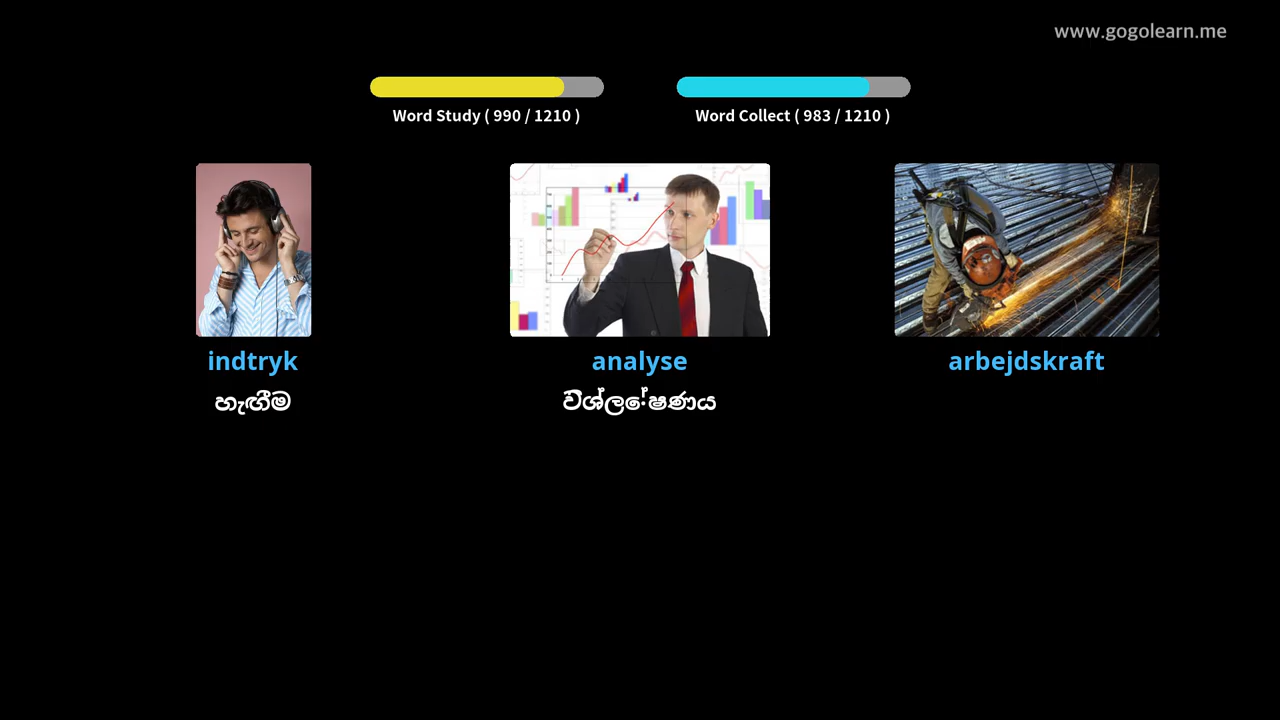 www.gogolearn.me
Word Study ( 990 / 1210 )
Word Collect ( 983 / 1210 )
indtryk
analyse
arbejdskraft
හැඟීම
විශ්ලේෂණය